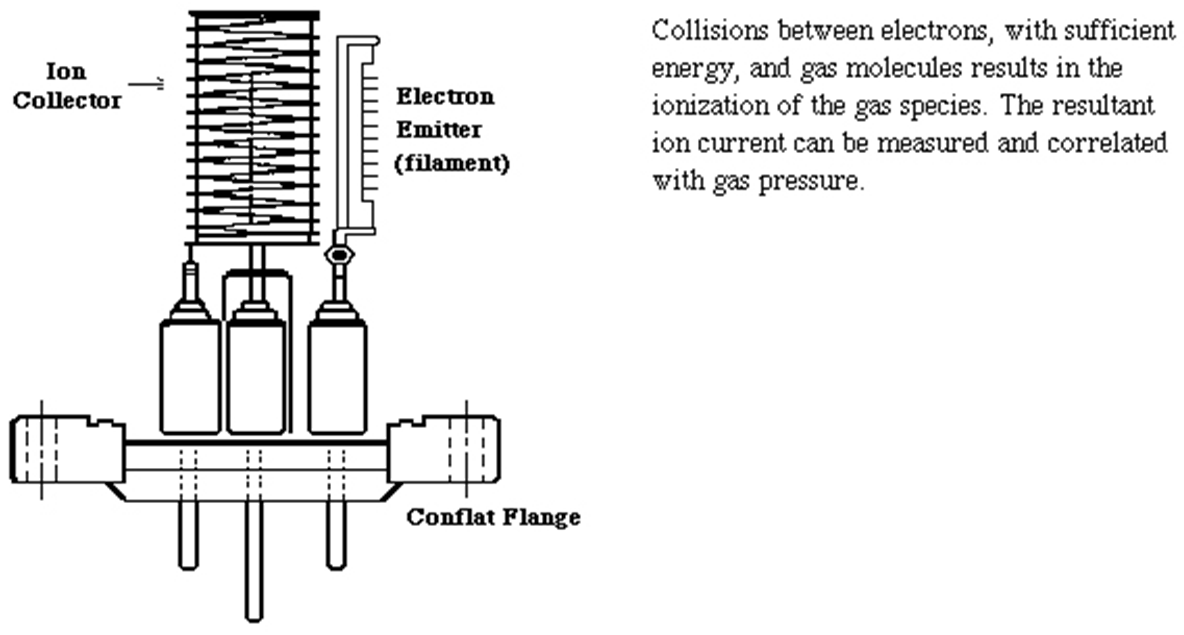 Ion
Collector
Electron
Emitter
(filament)
Conflat Flange
Collisions between electrons, with sufficient
energy, and gas molecules results in the
ionization of the gas species. The resultant
ion current can be measured and correlated
with gas pressure.